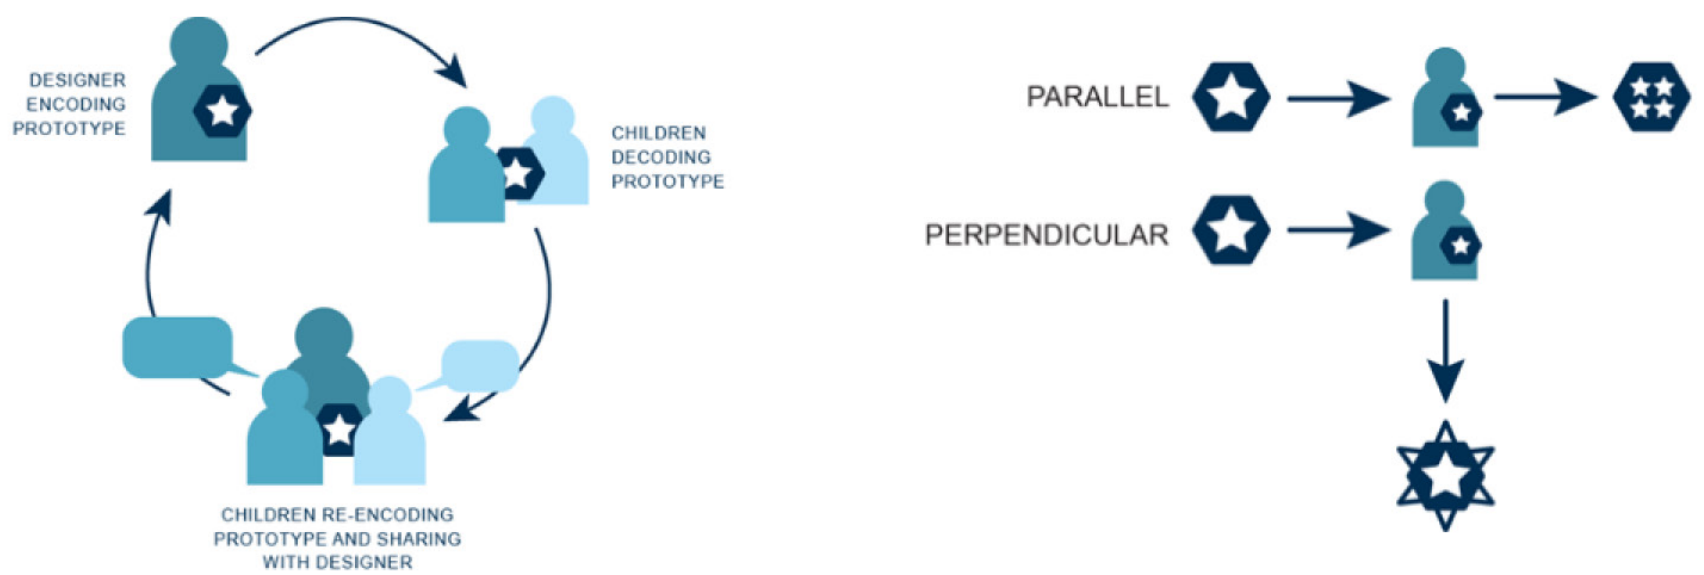 DESIGNER
ENCODING
PROTOTYPE
CHILDREN
DECODING
PROTOTYPE
CHILDREN RE-ENCODING
PROTOTYPE AND SHARING
WITH DESIGNER
PARALLEL
PERPENDICULAR